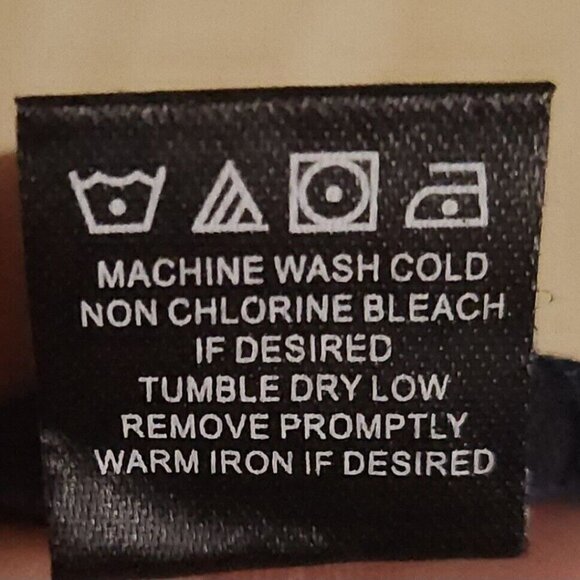 MACHINE WASH COLD
NON CHLORINE BLEACH
IF DESIRED
TUMBLE DRY LOW
REMOVE PROMPTLY
WARM IRON IF DESIRED